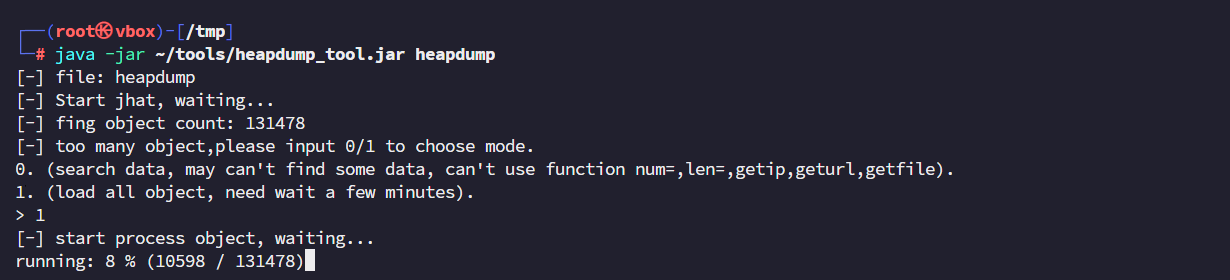 ┌──(root㉿vbox)-[/tmp]
└─# java -jar ~/tools/heapdump_tool.jar heapdump
[-] file: heapdump
[-] Start jhat, waiting...
[-] fing object count: 131478
[-] too many object,please input 0/1 to choose mode.
0. (search data, may can't find some data, can't use function num=,len=,getip,geturl,getfile).
1. (load all object, need wait a few minutes).
> 1
[-] start process object, waiting...
running: 8 % (10598 / 131478)